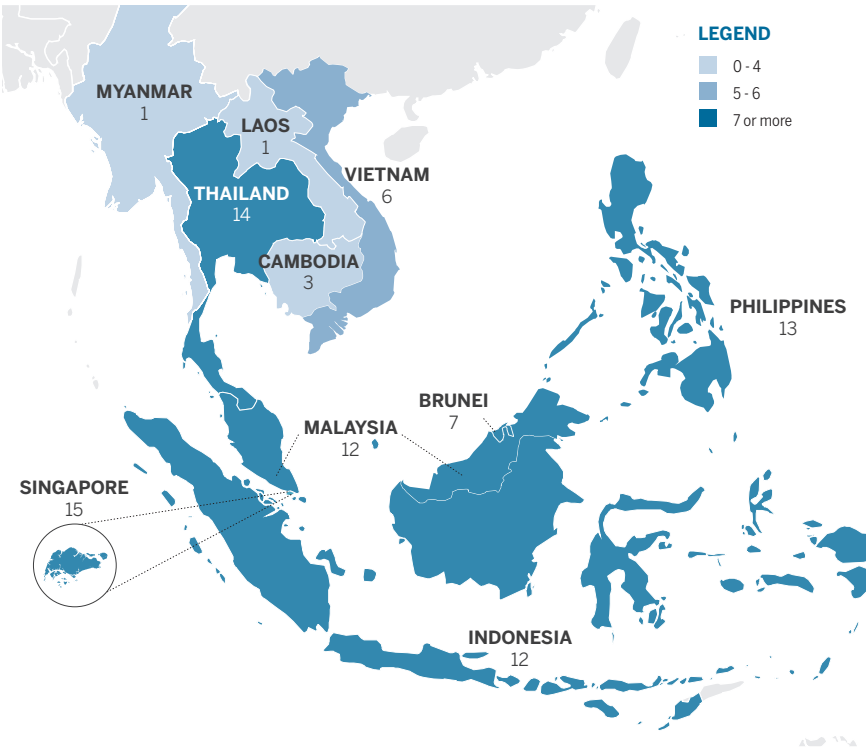 LEGEND
0 - 4
5 - 6
7 or more
MYANMAR
1
LAOS
1
VIETNAM
6
THAILAND
14
CAMBODIA
3
PHILIPPINES
13
BRUNEI
7
MALAYSIA
12
SINGAPORE
15
INDONESIA
12